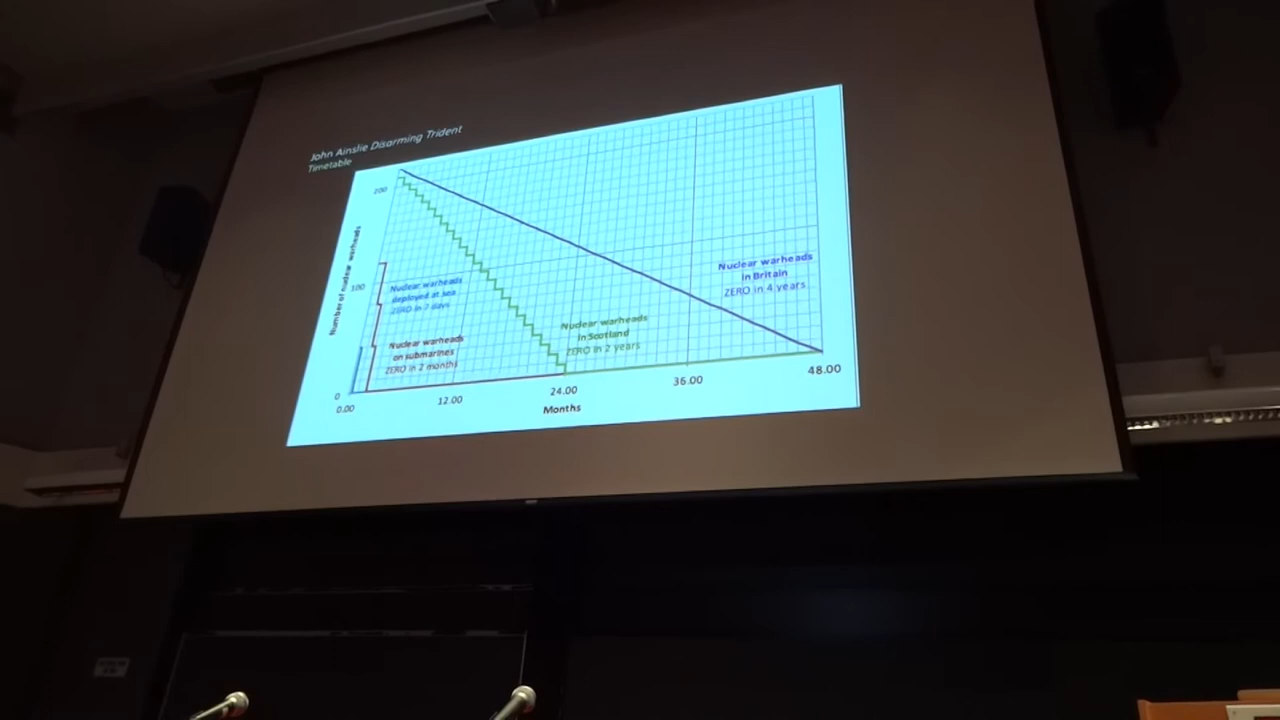 John Ainslie Disarming Trident
Timetable
Number of nuclear warheads
200
100
0
Nuclear warheads
deployed at sea
ZERO in 7 days
Nuclear warheads
on submarines
ZERO in 2 months
Nuclear warheads
in Scotland
ZERO in 2 years
Nuclear warheads
in Britain
ZERO in 4 years
0.00
12.00
24.00
36.00
48.00
Months